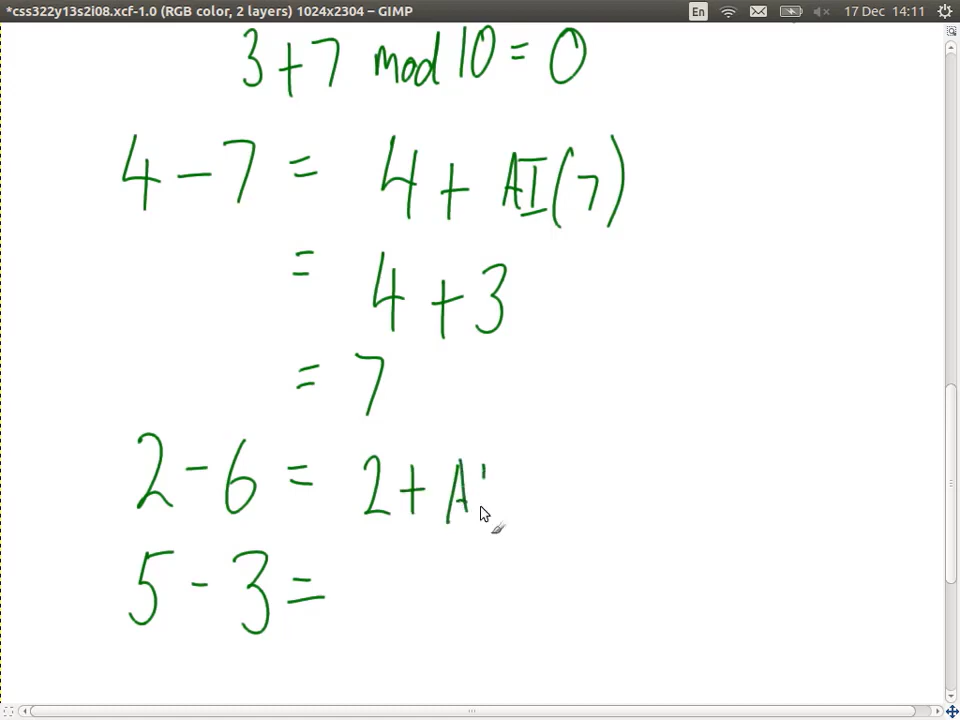 *css322y13s2i08.xcf-1.0 (RGB color, 2 layers) 1024x2304 – GIMP En 17 Dec 14:11
3 + 7 mod 10 = 0
4 - 7 = 4 + AI(7)
= 4 + 3
= 7
2 - 6 = 2 + A'
5 - 3 =